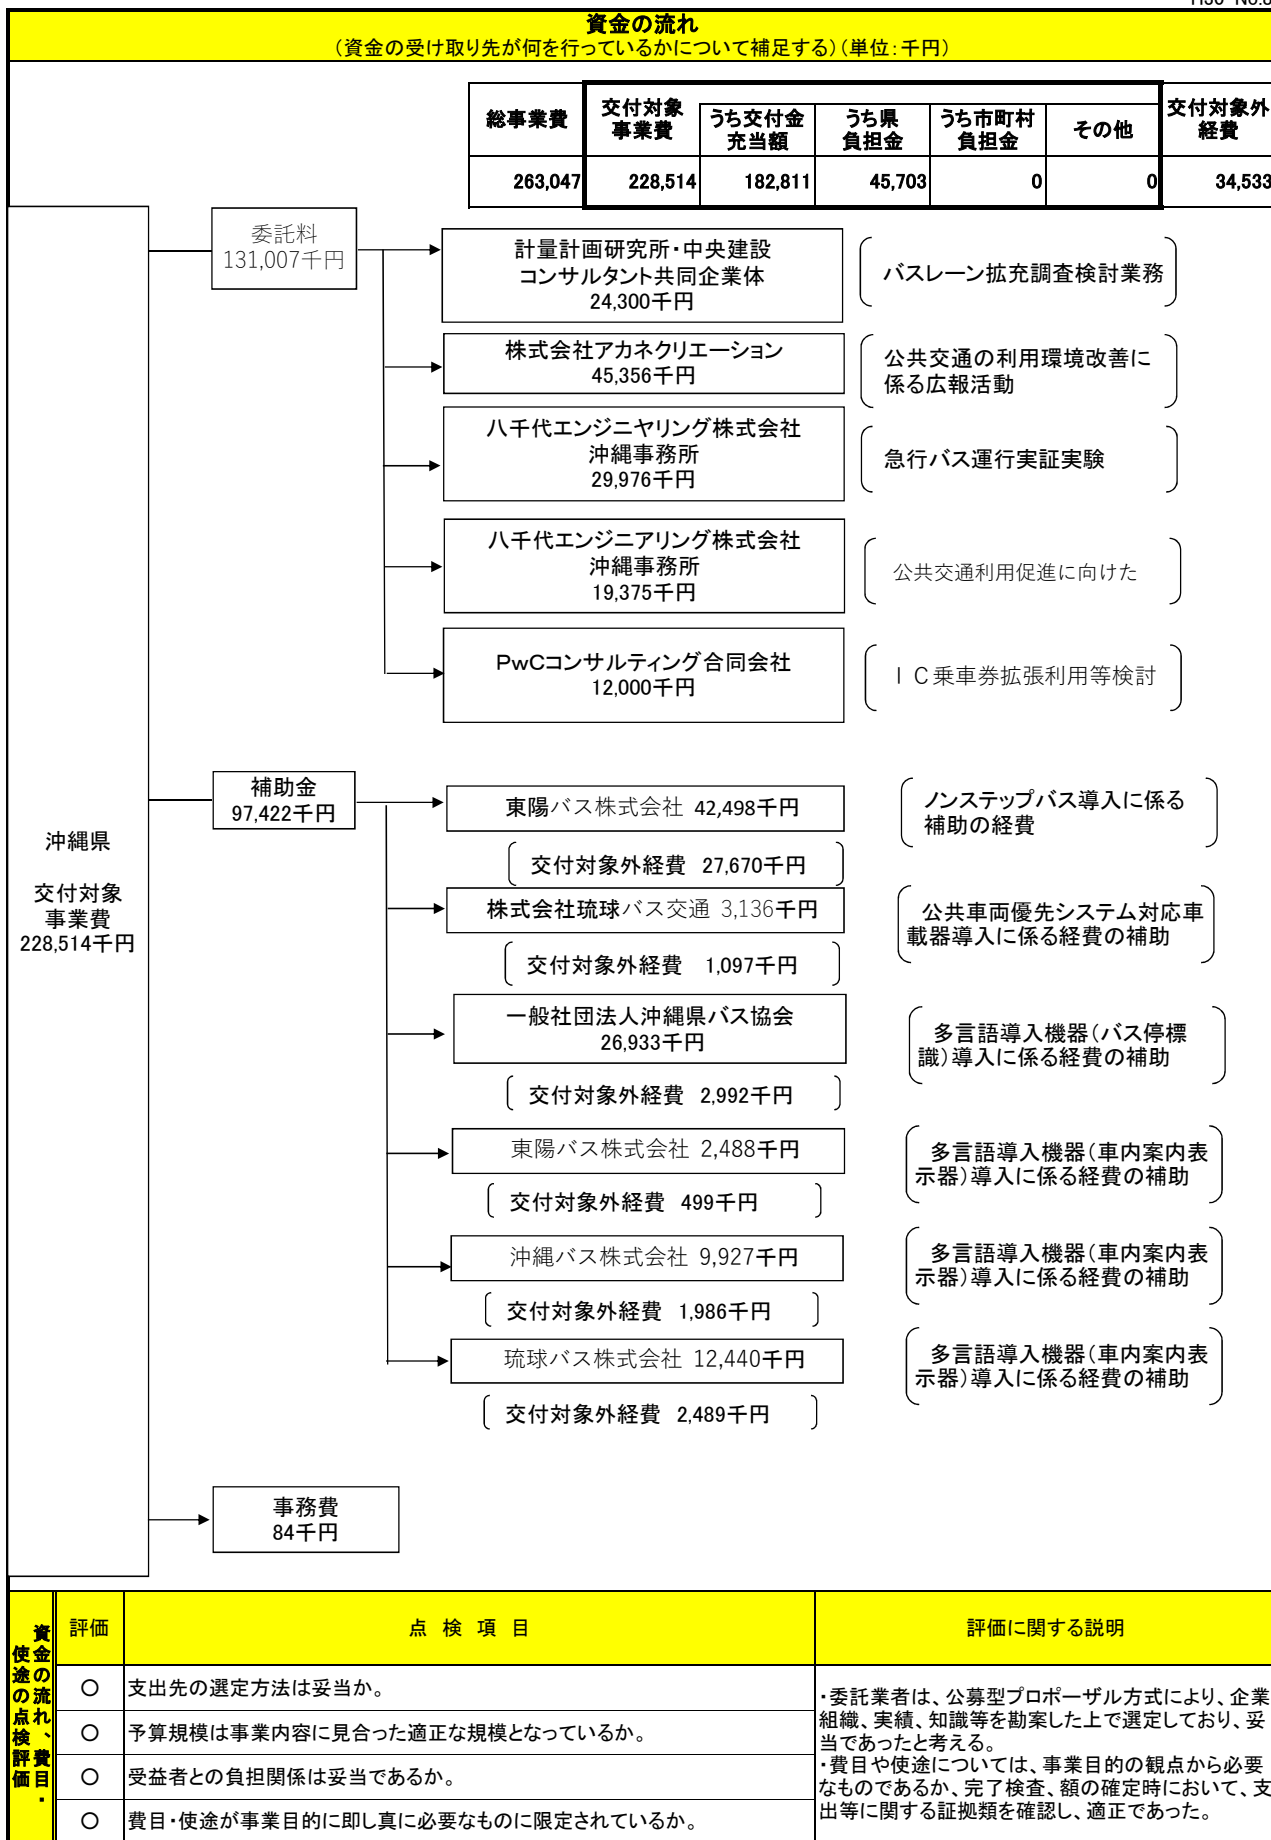 資金の流れ
（資金の受け取り先が何を行っているかについて補足する）（単位：千円）
総事業費
交付対象
事業費
うち交付金
充当額
うち県
負担金
うち市町村
負担金
その他
交付対象外
経費
263,047
228,514
182,811
45,703
0
0
34,533
委託料
131,007千円
計量計画研究所・中央建設
コンサルタント共同企業体
24,300千円
バスレーン拡充調査検討業務
株式会社アカネクリエーション
45,356千円
公共交通の利用環境改善に
係る広報活動
八千代エンジニヤリング株式会社
沖縄事務所
29,976千円
急行バス運行実証実験
八千代エンジニアリング株式会社
沖縄事務所
19,375千円
公共交通利用促進に向けた
PwCコンサルティング合同会社
12,000千円
ＩＣ乗車券拡張利用等検討
補助金
97,422千円
東陽バス株式会社 42,498千円
ノンステップバス導入に係る
補助の経費
交付対象外経費 27,670千円
沖縄県
交付対象
事業費
228,514千円
株式会社琉球バス交通 3,136千円
公共車両優先システム対応車
載器導入に係る経費の補助
交付対象外経費 1,097千円
一般社団法人沖縄県バス協会
26,933千円
多言語導入機器（バス停標
識）導入に係る経費の補助
交付対象外経費 2,992千円
東陽バス株式会社 2,488千円
多言語導入機器（車内案内表
示器）導入に係る経費の補助
交付対象外経費 499千円
沖縄バス株式会社 9,927千円
多言語導入機器（車内案内表
示器）導入に係る経費の補助
交付対象外経費 1,986千円
琉球バス株式会社 12,440千円
多言語導入機器（車内案内表
示器）導入に係る経費の補助
交付対象外経費 2,489千円
事務費
84千円
資金の流れ、費目・
使途の点検評価
評価
点 検 項 目
評価に関する説明
○
支出先の選定方法は妥当か。
○
予算規模は事業内容に見合った適正な規模となっているか。
○
受益者との負担関係は妥当であるか。
○
費目・使途が事業目的に即し真に必要なものに限定されているか。
・委託業者は、公募型プロポーザル方式により、企業
組織、実績、知識等を勘案した上で選定しており、妥
当であったと考える。
・費目や使途については、事業目的の観点から必要
なものであるか、完了検査、額の確定時において、支
出等に関する証拠類を確認し、適正であった。